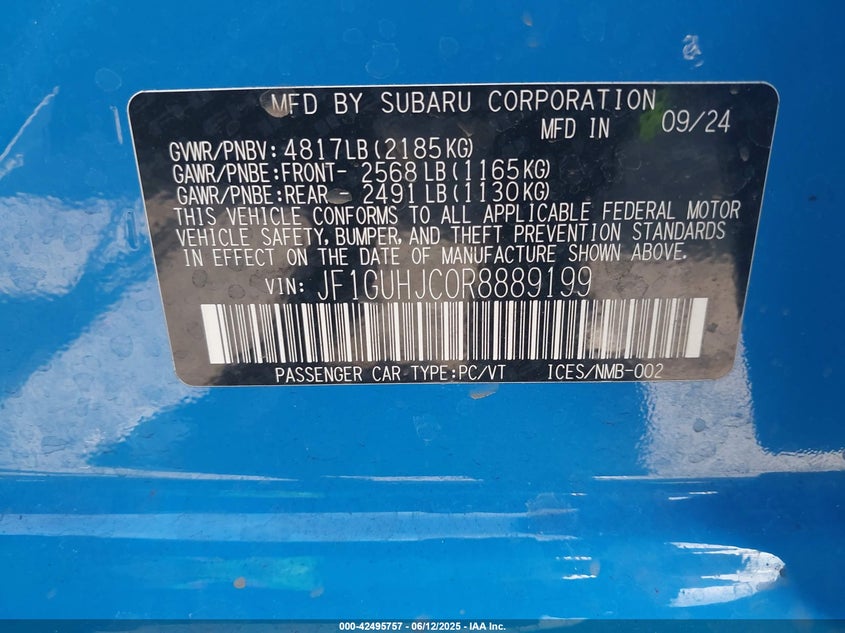 MFD BY SUBARU CORPORATION
MFD IN 09/24
GVWR/PNBV: 4817LB(2185KG)
GAWR/PNBE:FRONT- 2568LB(1165KG)
GAWR/PNBE:REAR - 2491LB(1130KG)
THIS VEHICLE CONFORMS TO ALL APPLICABLE FEDERAL MOTOR
VEHICLE SAFETY, BUMPER, AND THEFT PREVENTION STANDARDS
IN EFFECT ON THE DATE OF MANUFACTURE SHOWN ABOVE.
VIN: JF1GUHJC0R8889199
PASSENGER CAR TYPE:PC/VT ICES/NMB-002
000-42495757 - 06/12/2025 - IAA Inc.